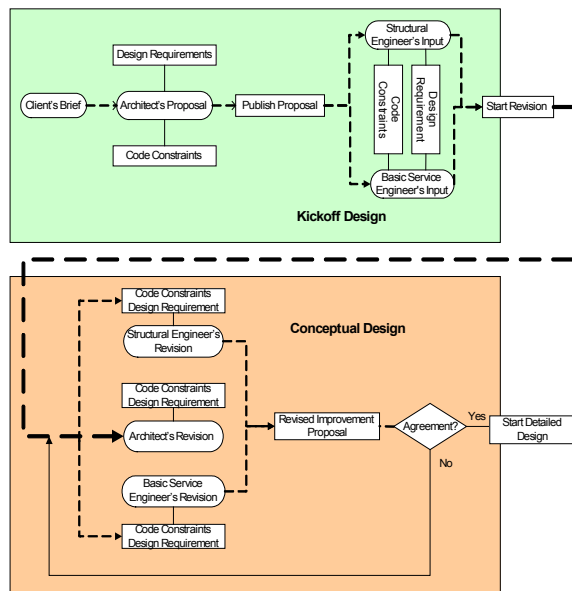 Structural
Engineer's Input
Design Requirements
Client's Brief
Architect's Proposal
Publish Proposal
Code
Constraints
Design
Requirement
Start Revision
Code Constraints
Basic Service
Engineer's Input
Kickoff Design
Code Constraints
Design Requirement
Structural Engineer's
Revision
Conceptual Design
Code Constraints
Design Requirement
Architect's Revision
Revised Improvement
Proposal
Agreement?
Yes
Start Detailed
Design
No
Basic Service
Engineer's Revision
Code Constraints
Design Requirement